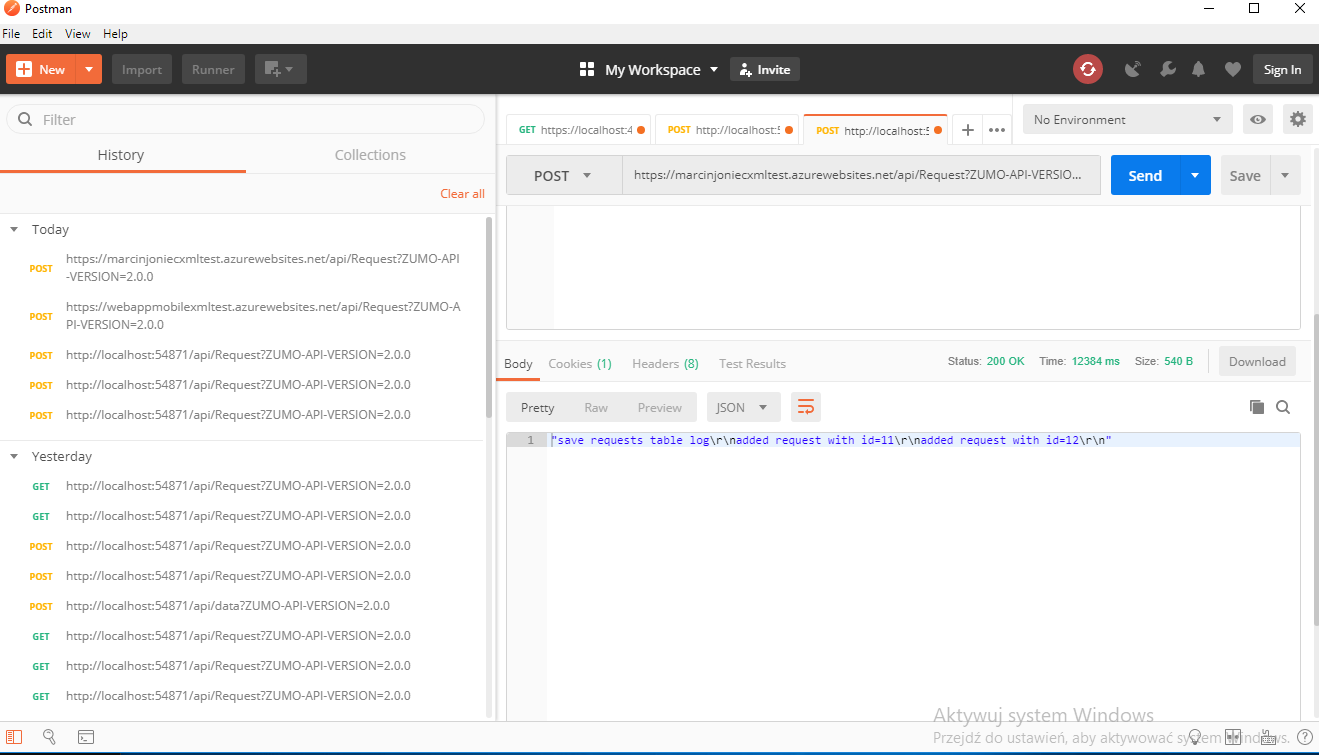 Postman
File Edit View Help
New Import Runner My Workspace Invite Sign In
Filter
History Collections
Clear all
Today
POST https://marcinjoniecxmltest.azurewebsites.net/api/Request?ZUMO-API
-VERSION=2.0.0
POST https://webappmobilexmltest.azurewebsites.net/api/Request?ZUMO-A
PI-VERSION=2.0.0
POST http://localhost:54871/api/Request?ZUMO-API-VERSION=2.0.0
POST http://localhost:54871/api/Request?ZUMO-API-VERSION=2.0.0
POST http://localhost:54871/api/Request?ZUMO-API-VERSION=2.0.0
Yesterday
GET http://localhost:54871/api/Request?ZUMO-API-VERSION=2.0.0
GET http://localhost:54871/api/Request?ZUMO-API-VERSION=2.0.0
POST http://localhost:54871/api/Request?ZUMO-API-VERSION=2.0.0
POST http://localhost:54871/api/Request?ZUMO-API-VERSION=2.0.0
POST http://localhost:54871/api/data?ZUMO-API-VERSION=2.0.0
GET http://localhost:54871/api/Request?ZUMO-API-VERSION=2.0.0
GET http://localhost:54871/api/Request?ZUMO-API-VERSION=2.0.0
GET http://localhost:54871/api/Request?ZUMO-API-VERSION=2.0.0
GET https://localhost:4 POST http://localhost:5 POST http://localhost:5 + ••• No Environment
POST https://marcinjoniecxmltest.azurewebsites.net/api/Request?ZUMO-API-VERSIO... Send Save
Body Cookies (1) Headers (8) Test Results Status: 200 OK Time: 12384 ms Size: 540 B Download
Pretty Raw Preview JSON
1 "save requests table log\r\nadded request with id=11\r\nadded request with id=12\r\n"
Aktywuj system Windows
Przejdź do ustawień, aby aktywować system Windows.